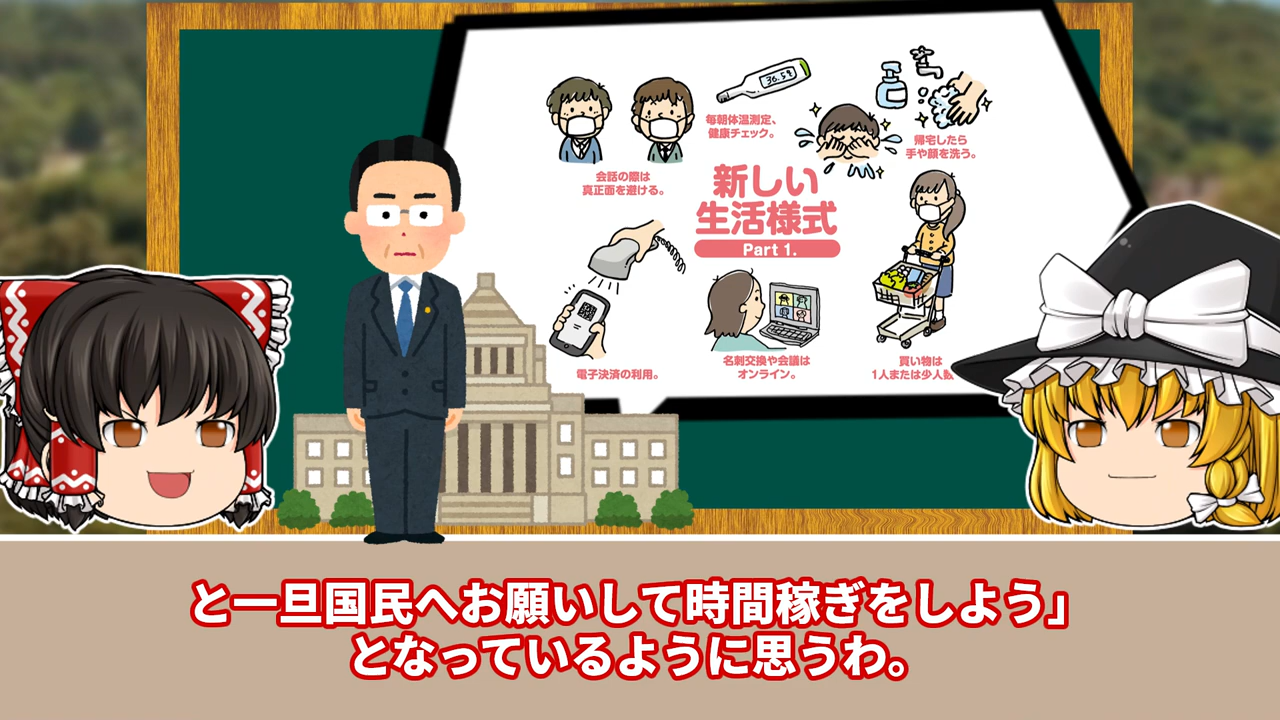 36.5℃
毎朝体温測定、
健康チェック。
帰宅したら
手や顔を洗う。
会話の際は
真正面を避ける。
新しい
生活様式
Part 1.
電子決済の利用。
名刺交換や会議は
オンライン。
買い物は
1人または少人数
と一旦国民へお願いして時間稼ぎをしよう」
となっているように思うわ。